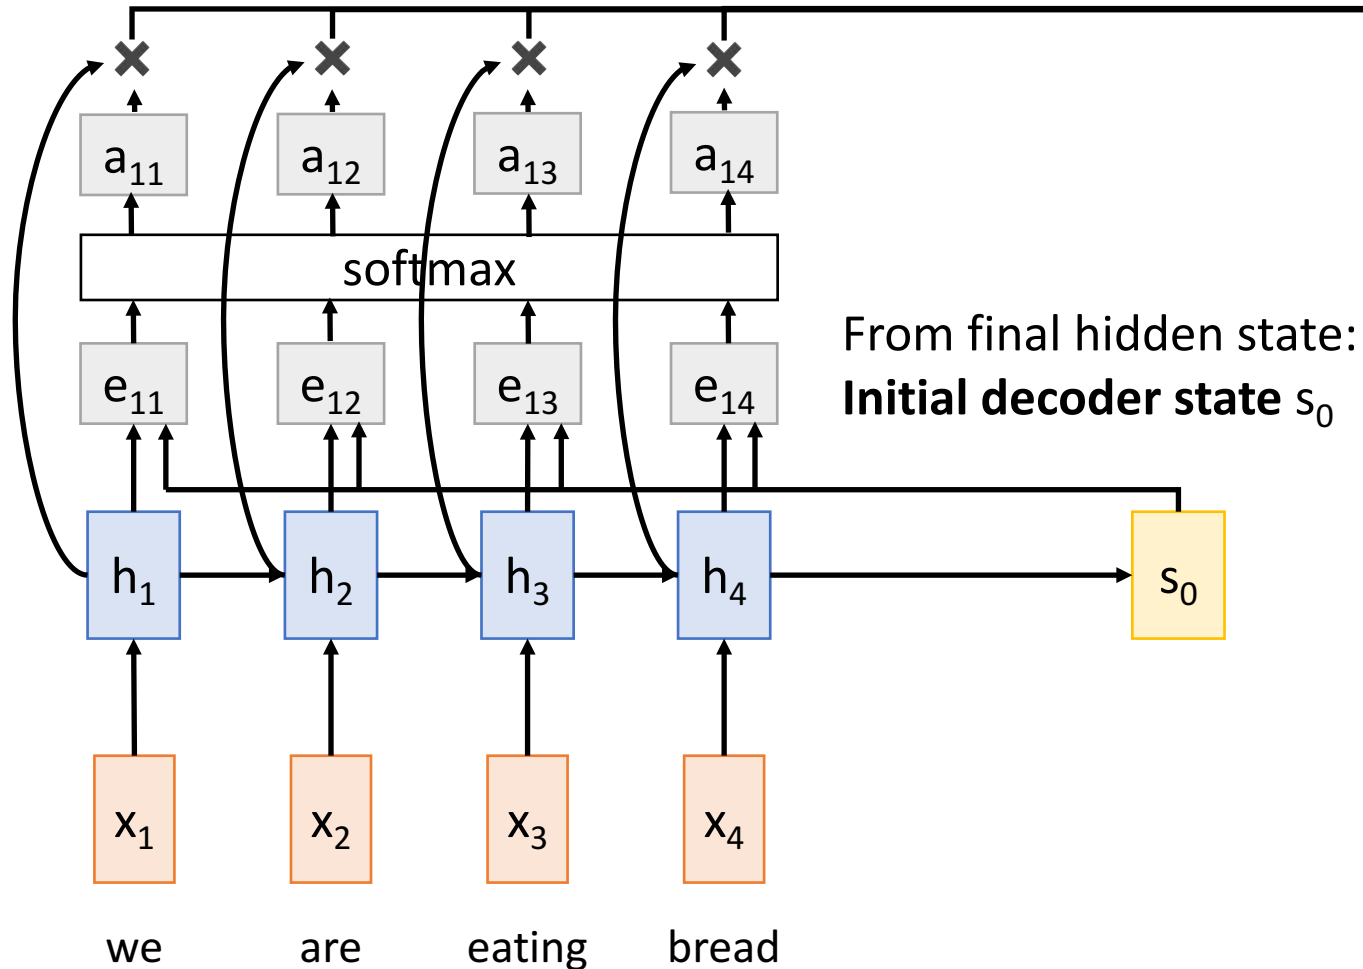 a₁₁ a₁₂ a₁₃ a₁₄
softmax
e₁₁ e₁₂ e₁₃ e₁₄
From final hidden state:
Initial decoder state s₀
h₁ h₂ h₃ h₄ s₀
x₁ x₂ x₃ x₄
we are eating bread